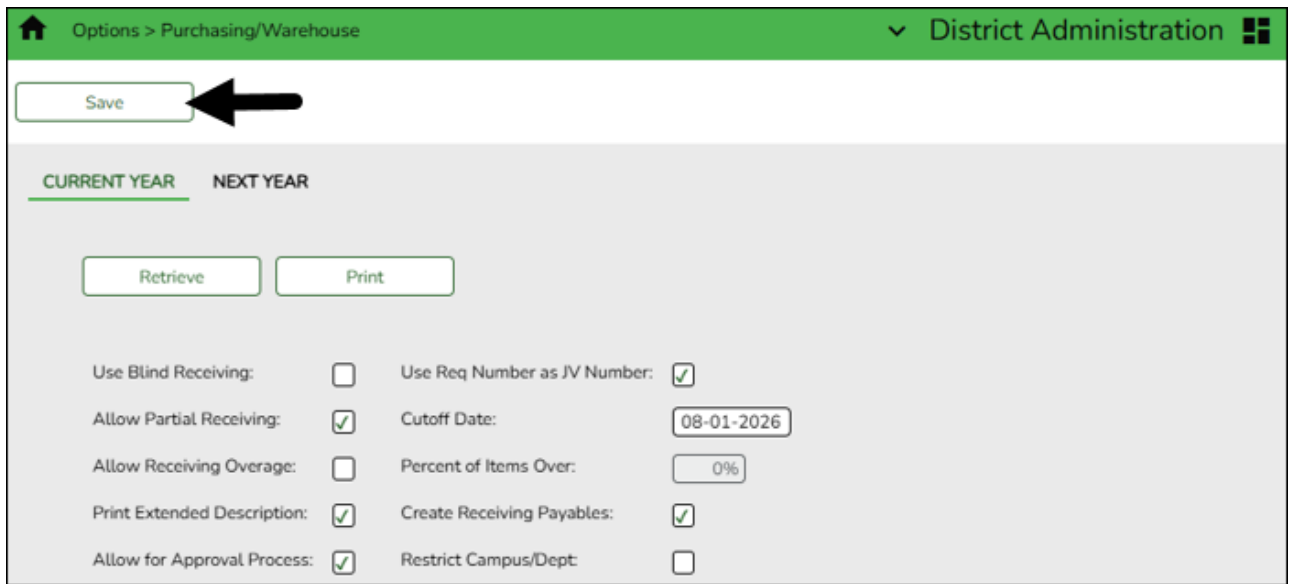 Options > Purchasing/Warehouse
District Administration
Save
CURRENT YEAR NEXT YEAR
Retrieve Print
Use Blind Receiving: Use Req Number as JV Number:
Allow Partial Receiving: Cutoff Date: 08-01-2026
Allow Receiving Overage: Percent of Items Over: 0%
Print Extended Description: Create Receiving Payables:
Allow for Approval Process: Restrict Campus/Dept: